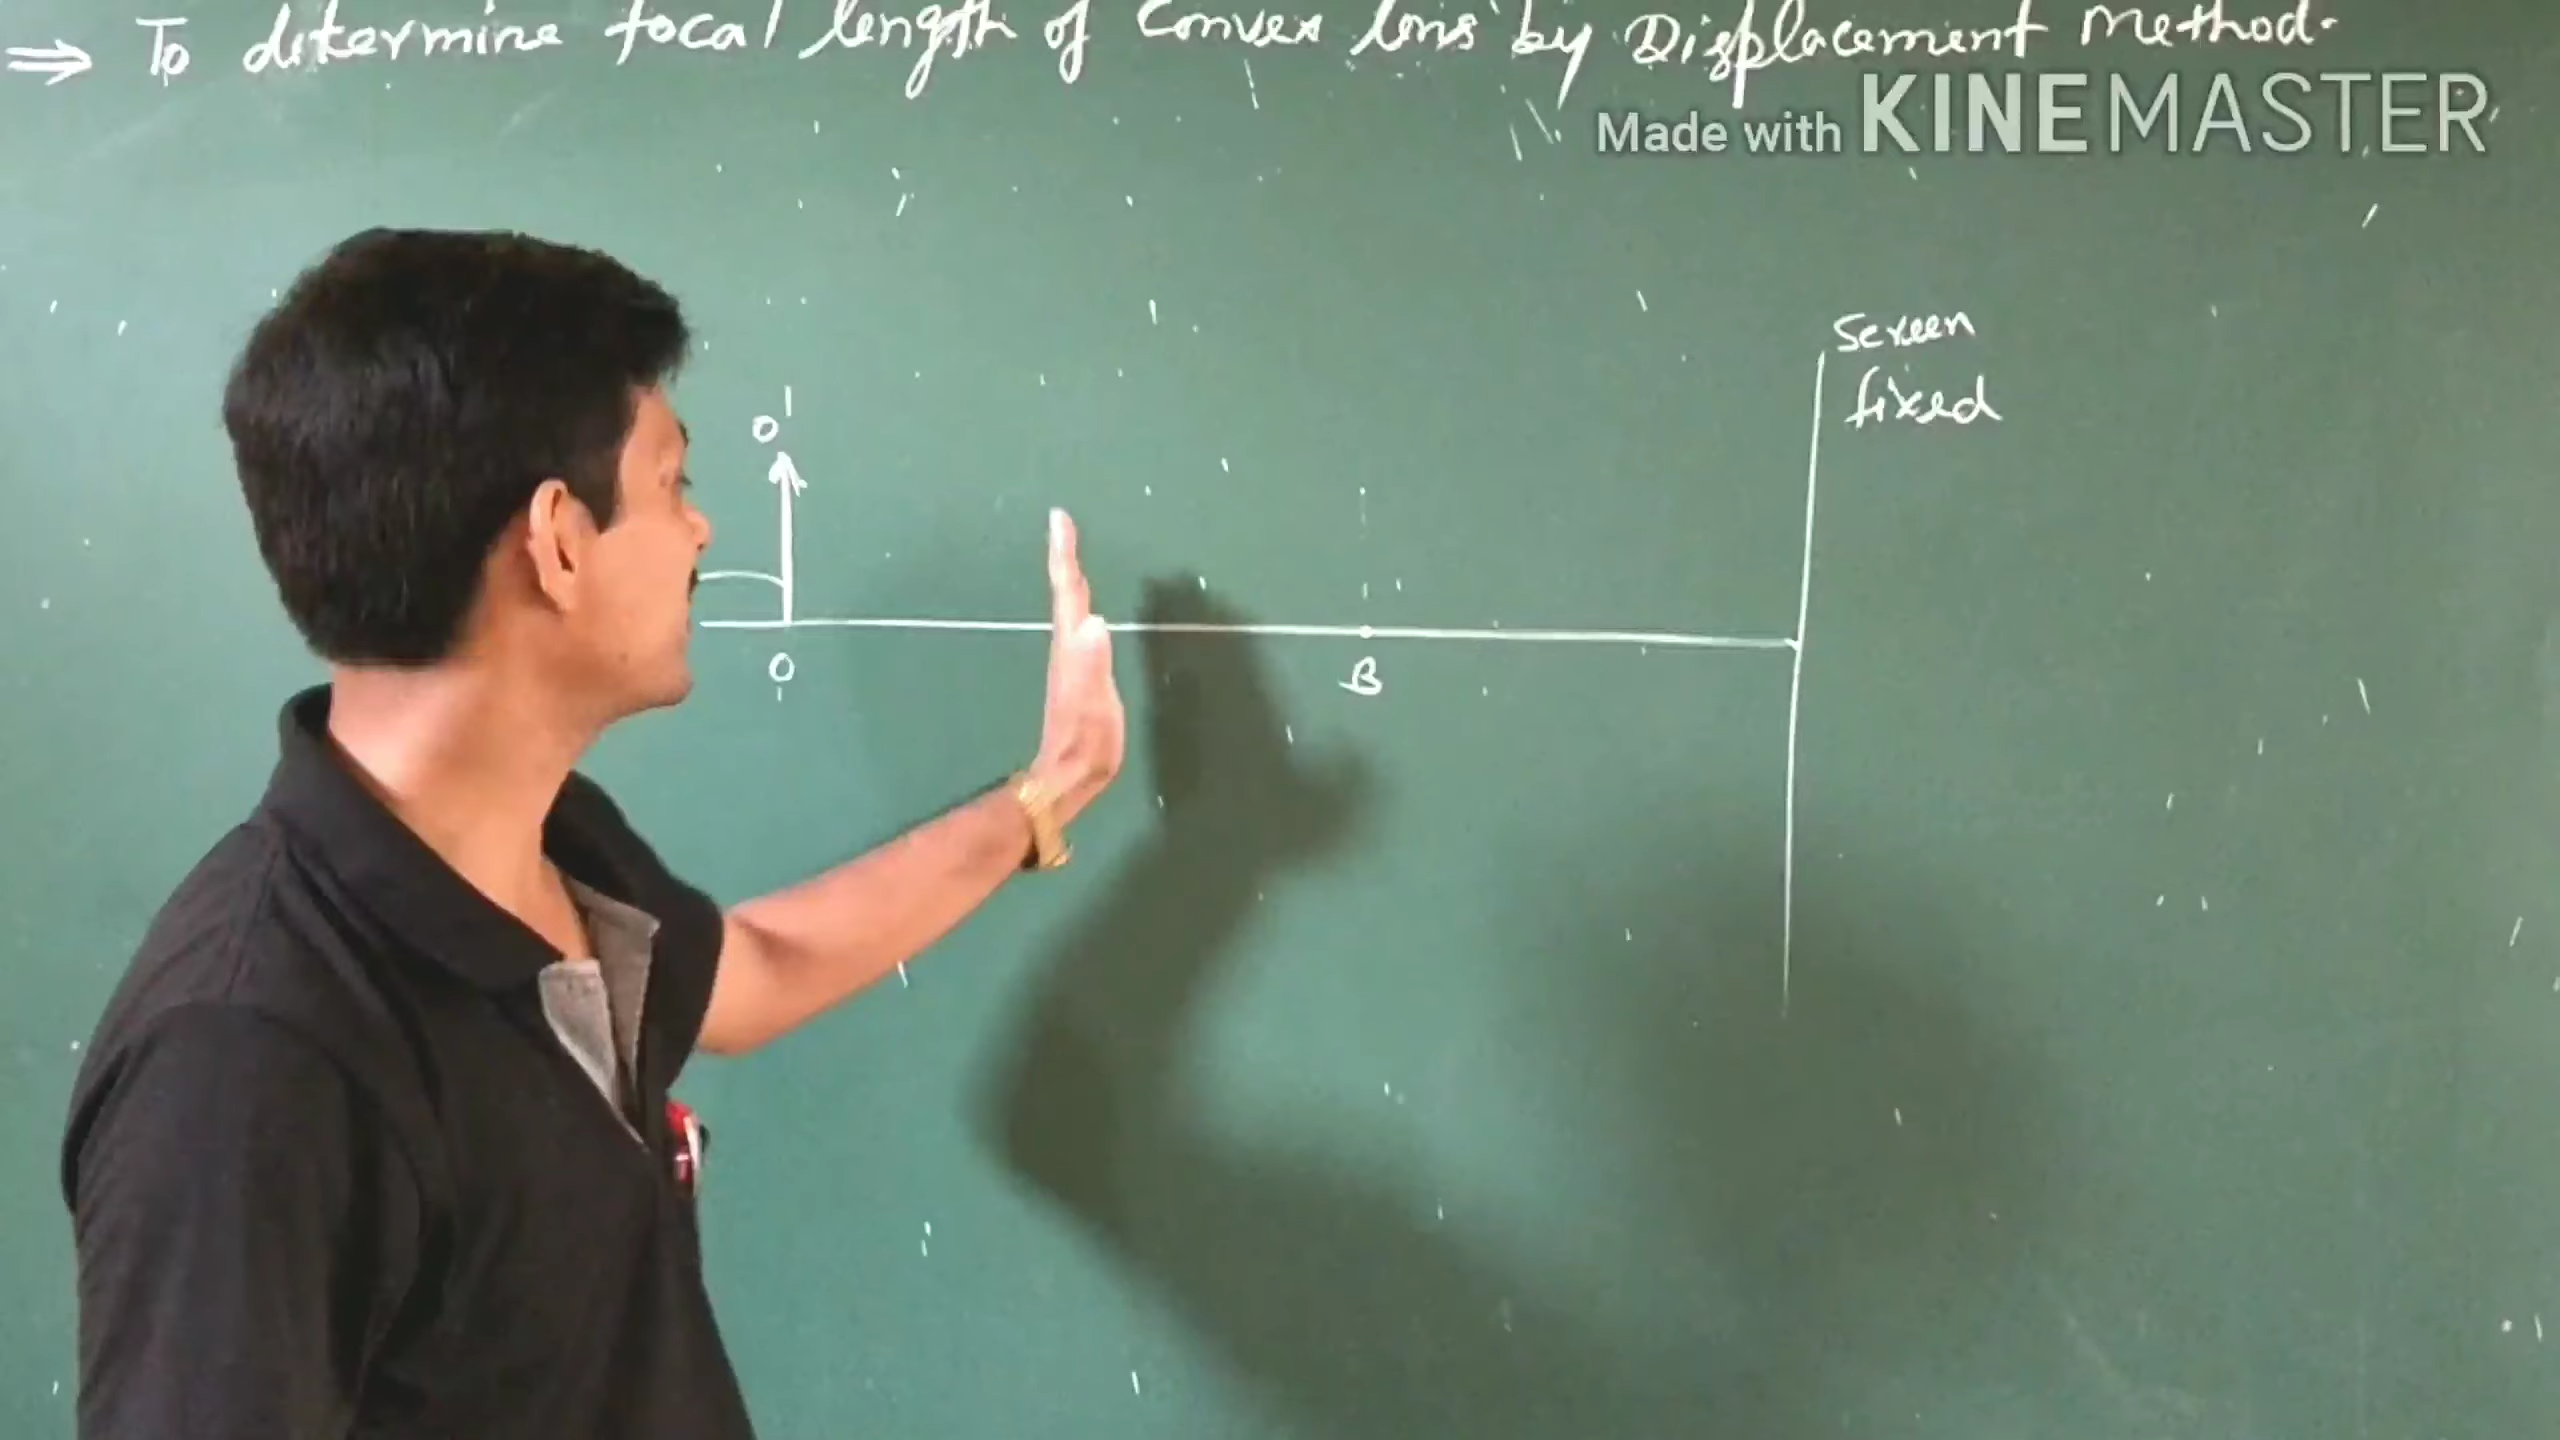 ⇒ To determine focal length of Convex lens by Displacement Method.
Made with KINEMASTER
Screen
fixed
O'
O
B